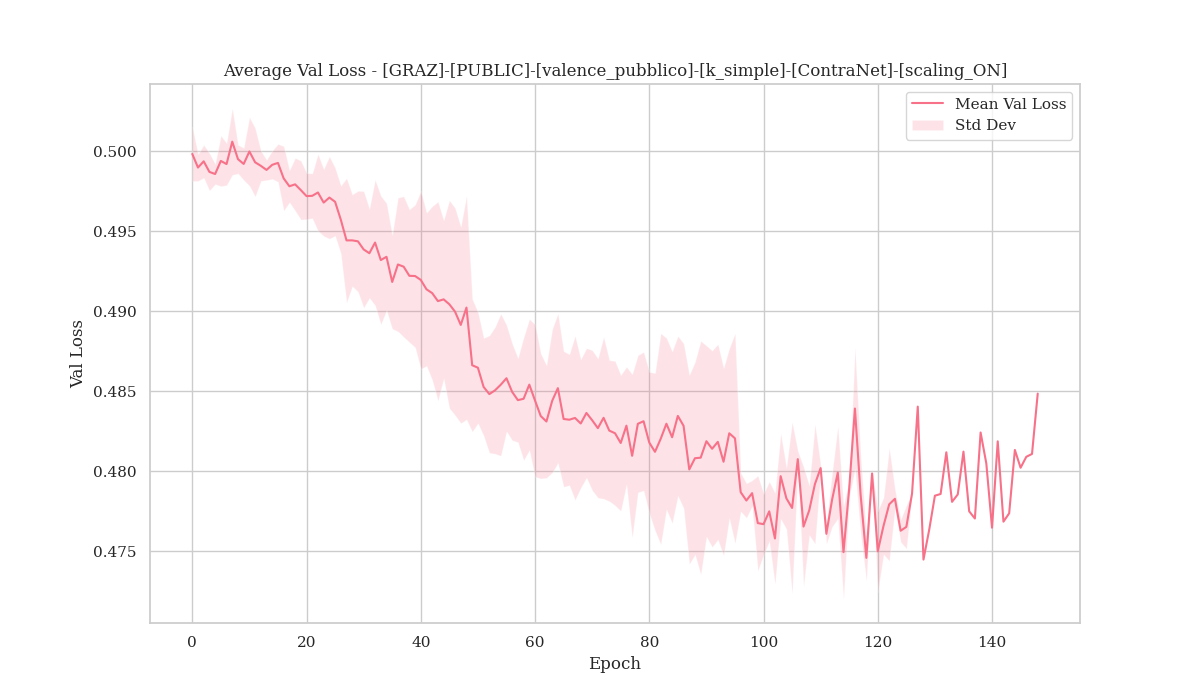 Average Val Loss - [GRAZ]-[PUBLIC]-[valence_pubblico]-[k_simple]-[ContraNet]-[scaling_ON]
Mean Val Loss
Std Dev
0.500
0.495
0.490
0.485
0.480
0.475
Val Loss
0 20 40 60 80 100 120 140
Epoch